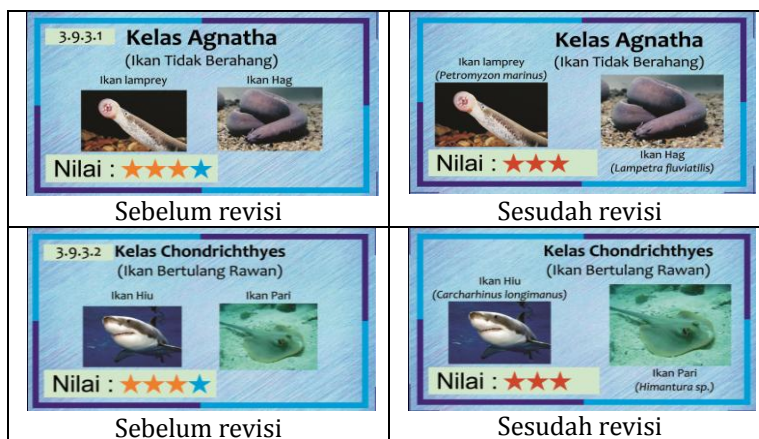 3.9.3.1 Kelas Agnatha
(Ikan Tidak Berahang)
Ikan lamprey Ikan Hag
Nilai :
Sebelum revisi
Kelas Agnatha
(Ikan Tidak Berahang)
Ikan lamprey
(Petromyzon marinus)
Ikan Hag
(Lampetra fluviatilis)
Nilai :
Sesudah revisi
3.9.3.2 Kelas Chondrichthyes
(Ikan Bertulang Rawan)
Ikan Hiu Ikan Pari
Nilai :
Sebelum revisi
Kelas Chondrichthyes
(Ikan Bertulang Rawan)
Ikan Hiu
(Carcharhinus longimanus)
Ikan Pari
(Himantura sp.)
Nilai :
Sesudah revisi